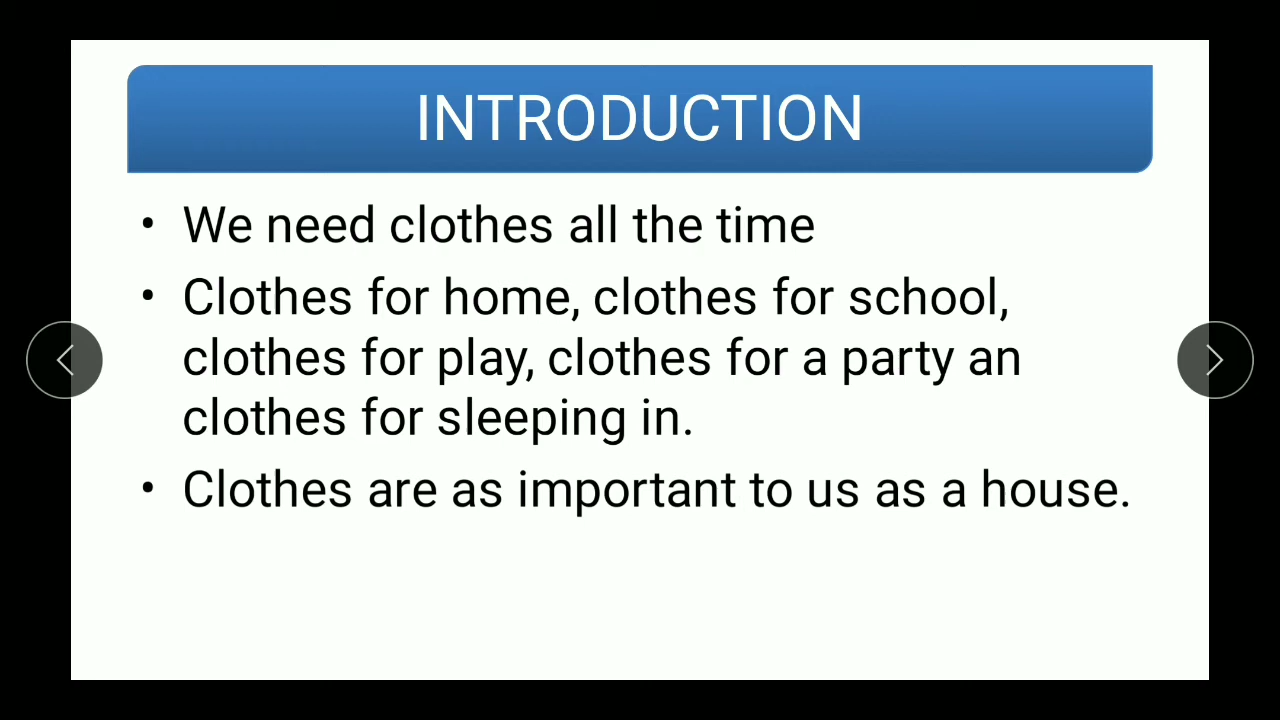 INTRODUCTION
• We need clothes all the time
• Clothes for home, clothes for school,
clothes for play, clothes for a party an
clothes for sleeping in.
• Clothes are as important to us as a house.